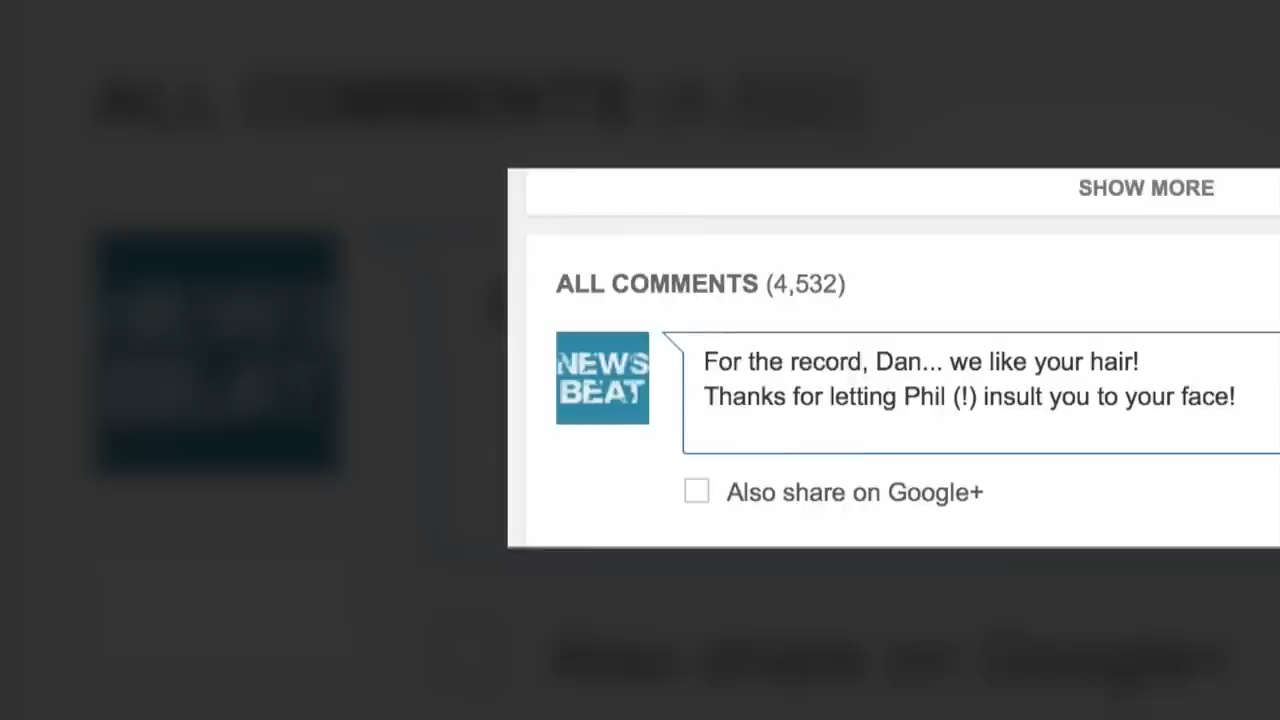 SHOW MORE
ALL COMMENTS (4,532)
NEWS
BEAT
For the record, Dan... we like your hair!
Thanks for letting Phil (!) insult you to your face!
Also share on Google+